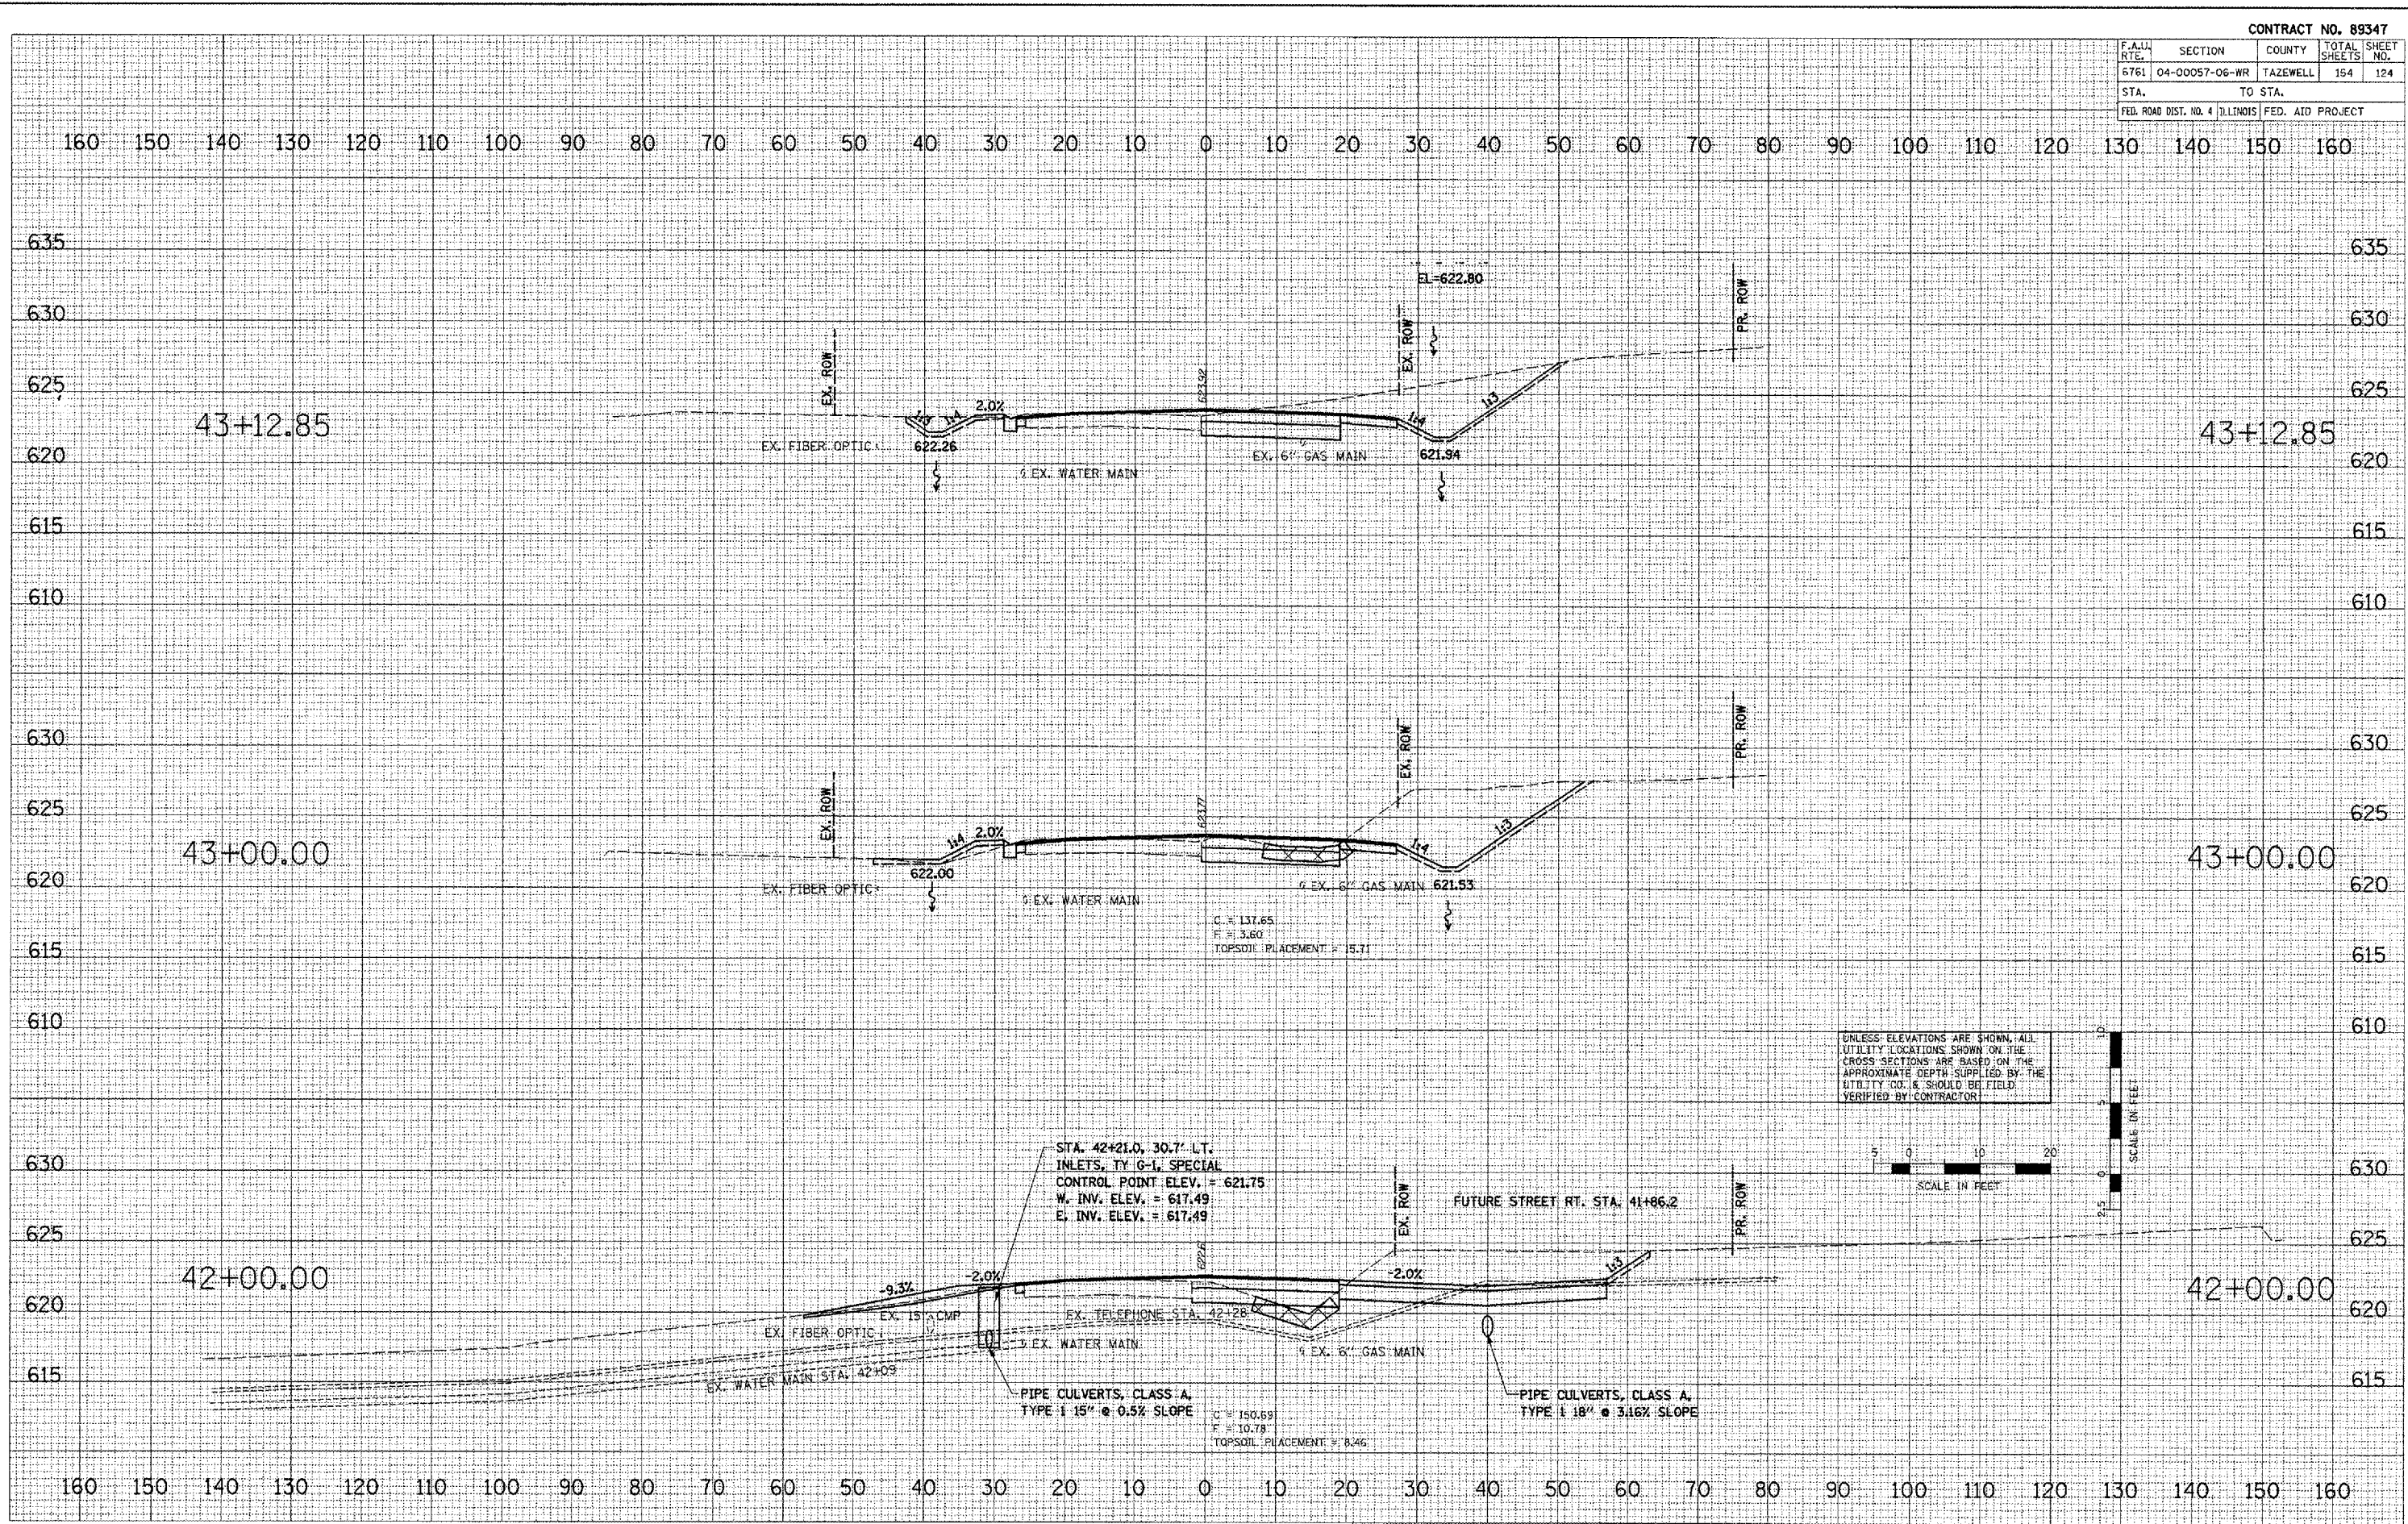 CONTRACT NO. 89347
F.A.U. RTE. SECTION COUNTY TOTAL SHEETS SHEET NO.
6761 04-00057-06-WR TAZEWELL 154 124
STA. TO STA.
FED. ROAD DIST. NO. 4 ILLINOIS FED. AID PROJECT
160 150 140 130 120 110 100 90 80 70 60 50 40 30 20 10 0 10 20 30 40 50 60 70 80 90 100 110 120 130 140 150 160
635 635
EL=622.80
630 630
EX. ROW
EX. ROW
PR. ROW
625 625
623.92
43+12.85 43+12.85
1:3 1:4 2.0% 1:4 1:3
EX. FIBER OPTIC 622.26 EX. 6" GAS MAIN 621.94
620 620
EX. WATER MAIN
615 615
610 610
630 630
EX. ROW
EX. ROW
PR. ROW
625 625
623.77
43+00.00 43+00.00
1:4 2.0% 1:4 1:3
622.00
620 620
EX. FIBER OPTIC EX. 6" GAS MAIN 621.53
EX. WATER MAIN
C = 137.65
F = 3.60
TOPSOIL PLACEMENT = 15.71
615 615
610 610
UNLESS ELEVATIONS ARE SHOWN, ALL
UTILITY LOCATIONS SHOWN ON THE
CROSS SECTIONS ARE BASED ON THE
APPROXIMATE DEPTH SUPPLIED BY THE
UTILITY CO. & SHOULD BE FIELD
VERIFIED BY CONTRACTOR
10 5 0 2.5
SCALE IN FEET
5 0 10 20
SCALE IN FEET
STA. 42+21.0, 30.7' LT.
INLETS, TY G-1, SPECIAL
CONTROL POINT ELEV. = 621.75
W. INV. ELEV. = 617.49
E. INV. ELEV. = 617.49
630 630
EX. ROW
FUTURE STREET RT. STA. 41+86.2
PR. ROW
625 625
622.6
42+00.00 42+00.00
-9.3% -2.0% -2.0% 1:3
620 620
EX. 15" CMP EX. TELEPHONE STA. 42+28
EX. FIBER OPTIC
EX. WATER MAIN EX. 6" GAS MAIN
615 615
EX. WATER MAIN STA. 42+09
PIPE CULVERTS, CLASS A,
TYPE 1 15" @ 0.5% SLOPE
PIPE CULVERTS, CLASS A,
TYPE 1 18" @ 3.16% SLOPE
C = 150.69
F = 10.78
TOPSOIL PLACEMENT = 8.46
160 150 140 130 120 110 100 90 80 70 60 50 40 30 20 10 0 10 20 30 40 50 60 70 80 90 100 110 120 130 140 150 160